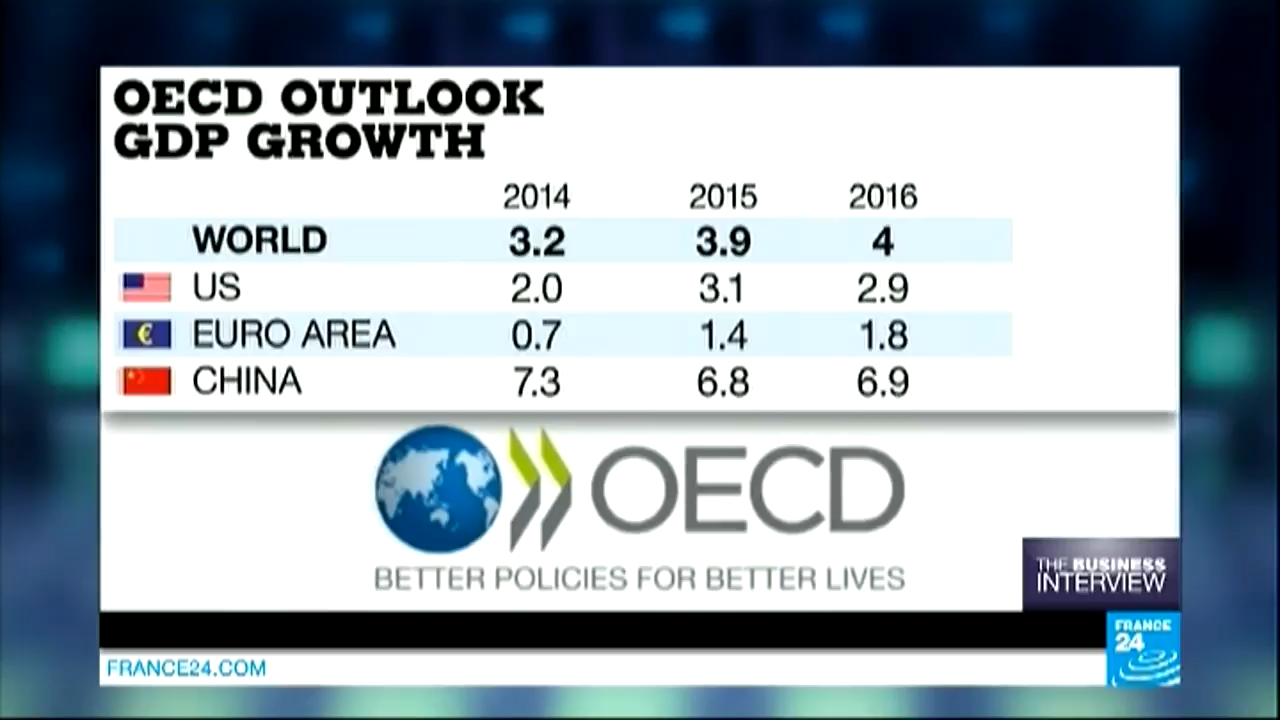 OECD OUTLOOK
GDP GROWTH
2014 2015 2016
WORLD 3.2 3.9 4
US 2.0 3.1 2.9
€ EURO AREA 0.7 1.4 1.8
CHINA 7.3 6.8 6.9
OECD
BETTER POLICIES FOR BETTER LIVES
THE BUSINESS
INTERVIEW
FRANCE
24
FRANCE24.COM